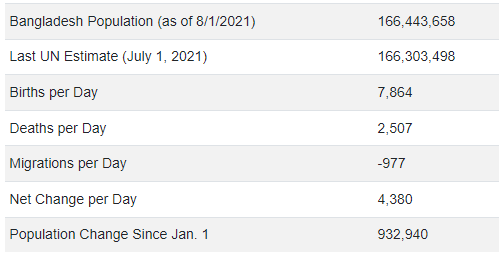 Bangladesh Population (as of 8/1/2021) 166,443,658
Last UN Estimate (July 1, 2021) 166,303,498
Births per Day 7,864
Deaths per Day 2,507
Migrations per Day -977
Net Change per Day 4,380
Population Change Since Jan. 1 932,940